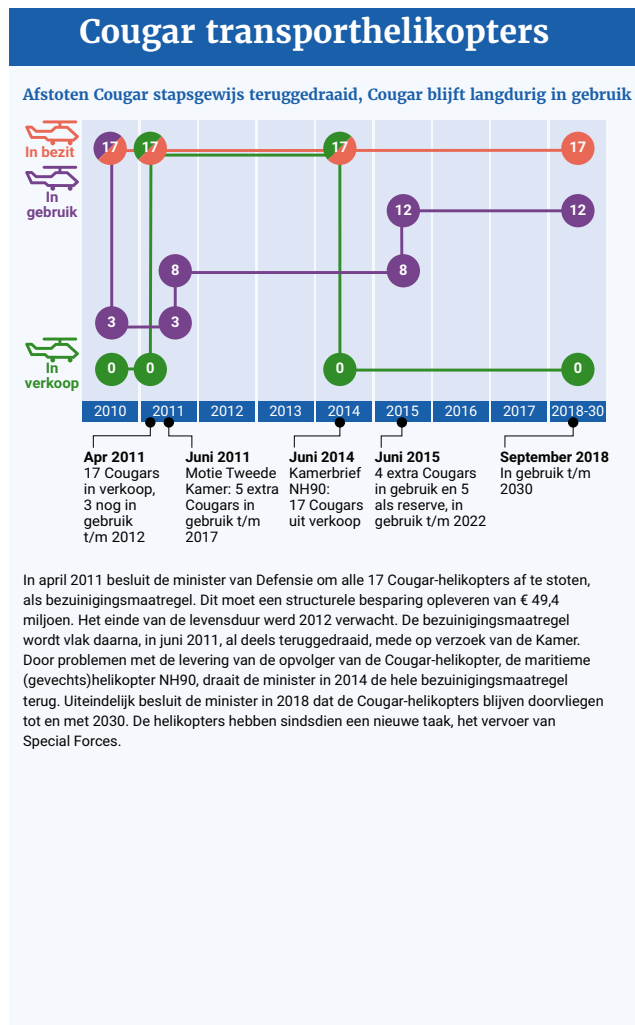 Cougar transporthelikopters
Afstoten Cougar stapsgewijs teruggedraaid, Cougar blijft langdurig in gebruik
In bezit
17
17
17
17
In
gebruik
12
12
8
8
3
3
In
verkoop
0
0
0
0
2010
2011
2012
2013
2014
2015
2016
2017
2018-30
Apr 2011
17 Cougars
in verkoop,
3 nog in
gebruik
t/m 2012
Juni 2011
Motie Tweede
Kamer: 5 extra
Cougars in
gebruik t/m
2017
Juni 2014
Kamerbrief
NH90:
17 Cougars
uit verkoop
Juni 2015
4 extra Cougars
in gebruik en 5
als reserve, in
gebruik t/m 2022
September 2018
In gebruik t/m
2030
In april 2011 besluit de minister van Defensie om alle 17 Cougar-helikopters af te stoten,
als bezuinigingsmaatregel. Dit moet een structurele besparing opleveren van € 49,4
miljoen. Het einde van de levensduur werd 2012 verwacht. De bezuinigingsmaatregel
wordt vlak daarna, in juni 2011, al deels teruggedraaid, mede op verzoek van de Kamer.
Door problemen met de levering van de opvolger van de Cougar-helikopter, de maritieme
(gevechts)helikopter NH90, draait de minister in 2014 de hele bezuinigingsmaatregel
terug. Uiteindelijk besluit de minister in 2018 dat de Cougar-helikopters blijven doorvliegen
tot en met 2030. De helikopters hebben sindsdien een nieuwe taak, het vervoer van
Special Forces.